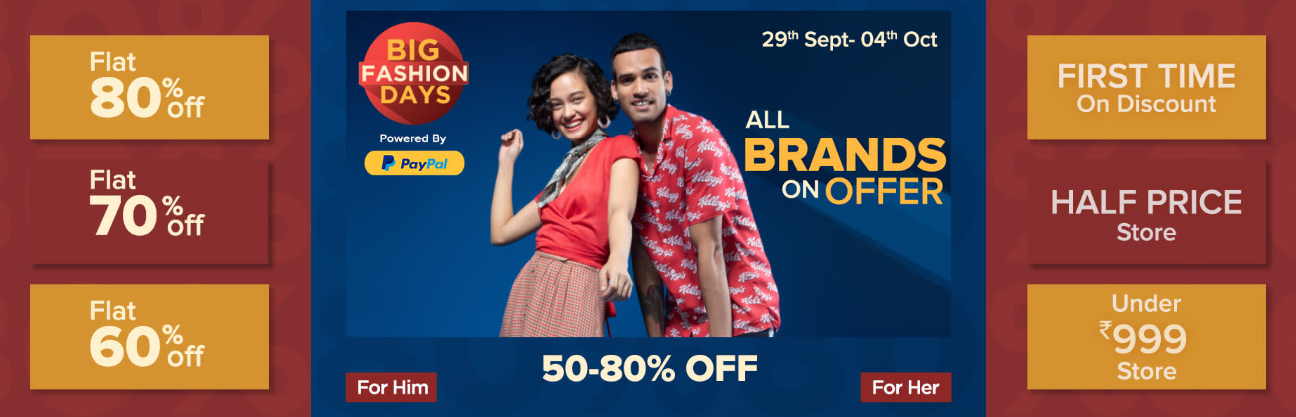 Flat
80% off
Flat
70% off
Flat
60% off
BIG
FASHION
DAYS
Powered By
PayPal
29th Sept- 04th Oct
ALL
BRANDS
ON OFFER
Kellogg's
50-80% OFF
For Him
For Her
FIRST TIME
On Discount
HALF PRICE
Store
Under
₹999
Store